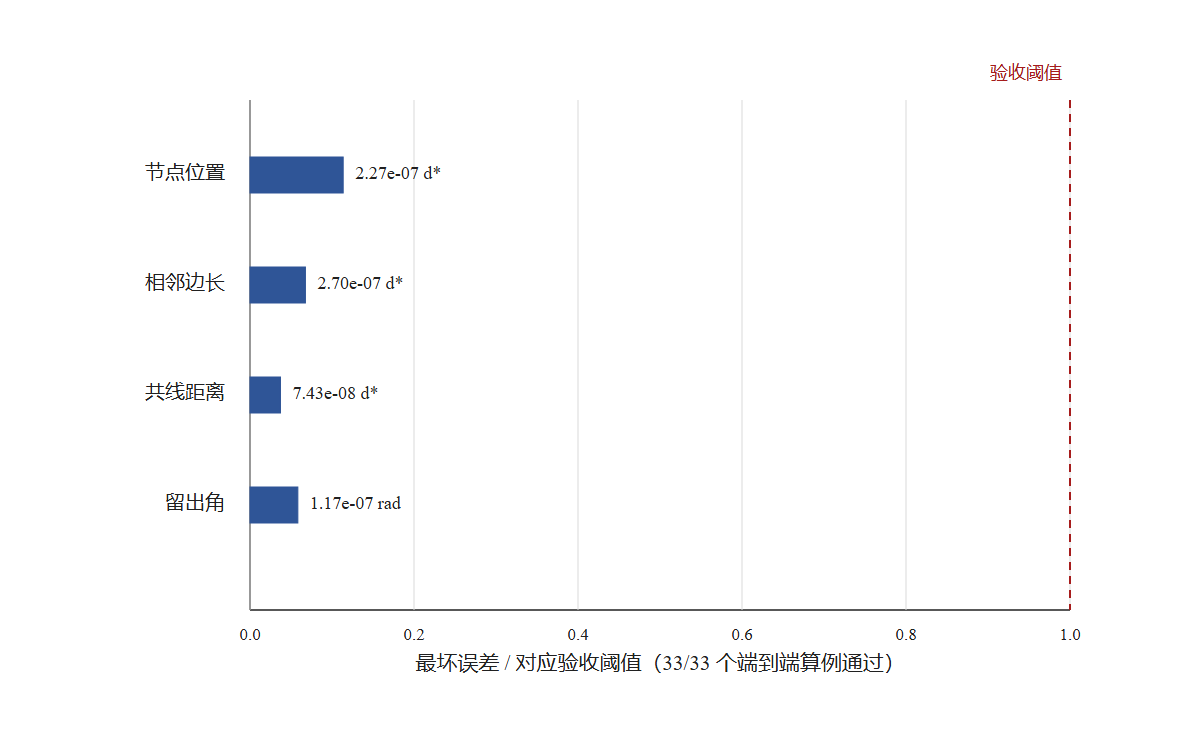 验收阈值
节点位置
2.27e-07 d*
相邻边长
2.70e-07 d*
共线距离
7.43e-08 d*
留出角
1.17e-07 rad
0.0 0.2 0.4 0.6 0.8 1.0
最坏误差 / 对应验收阈值（33/33 个端到端算例通过）